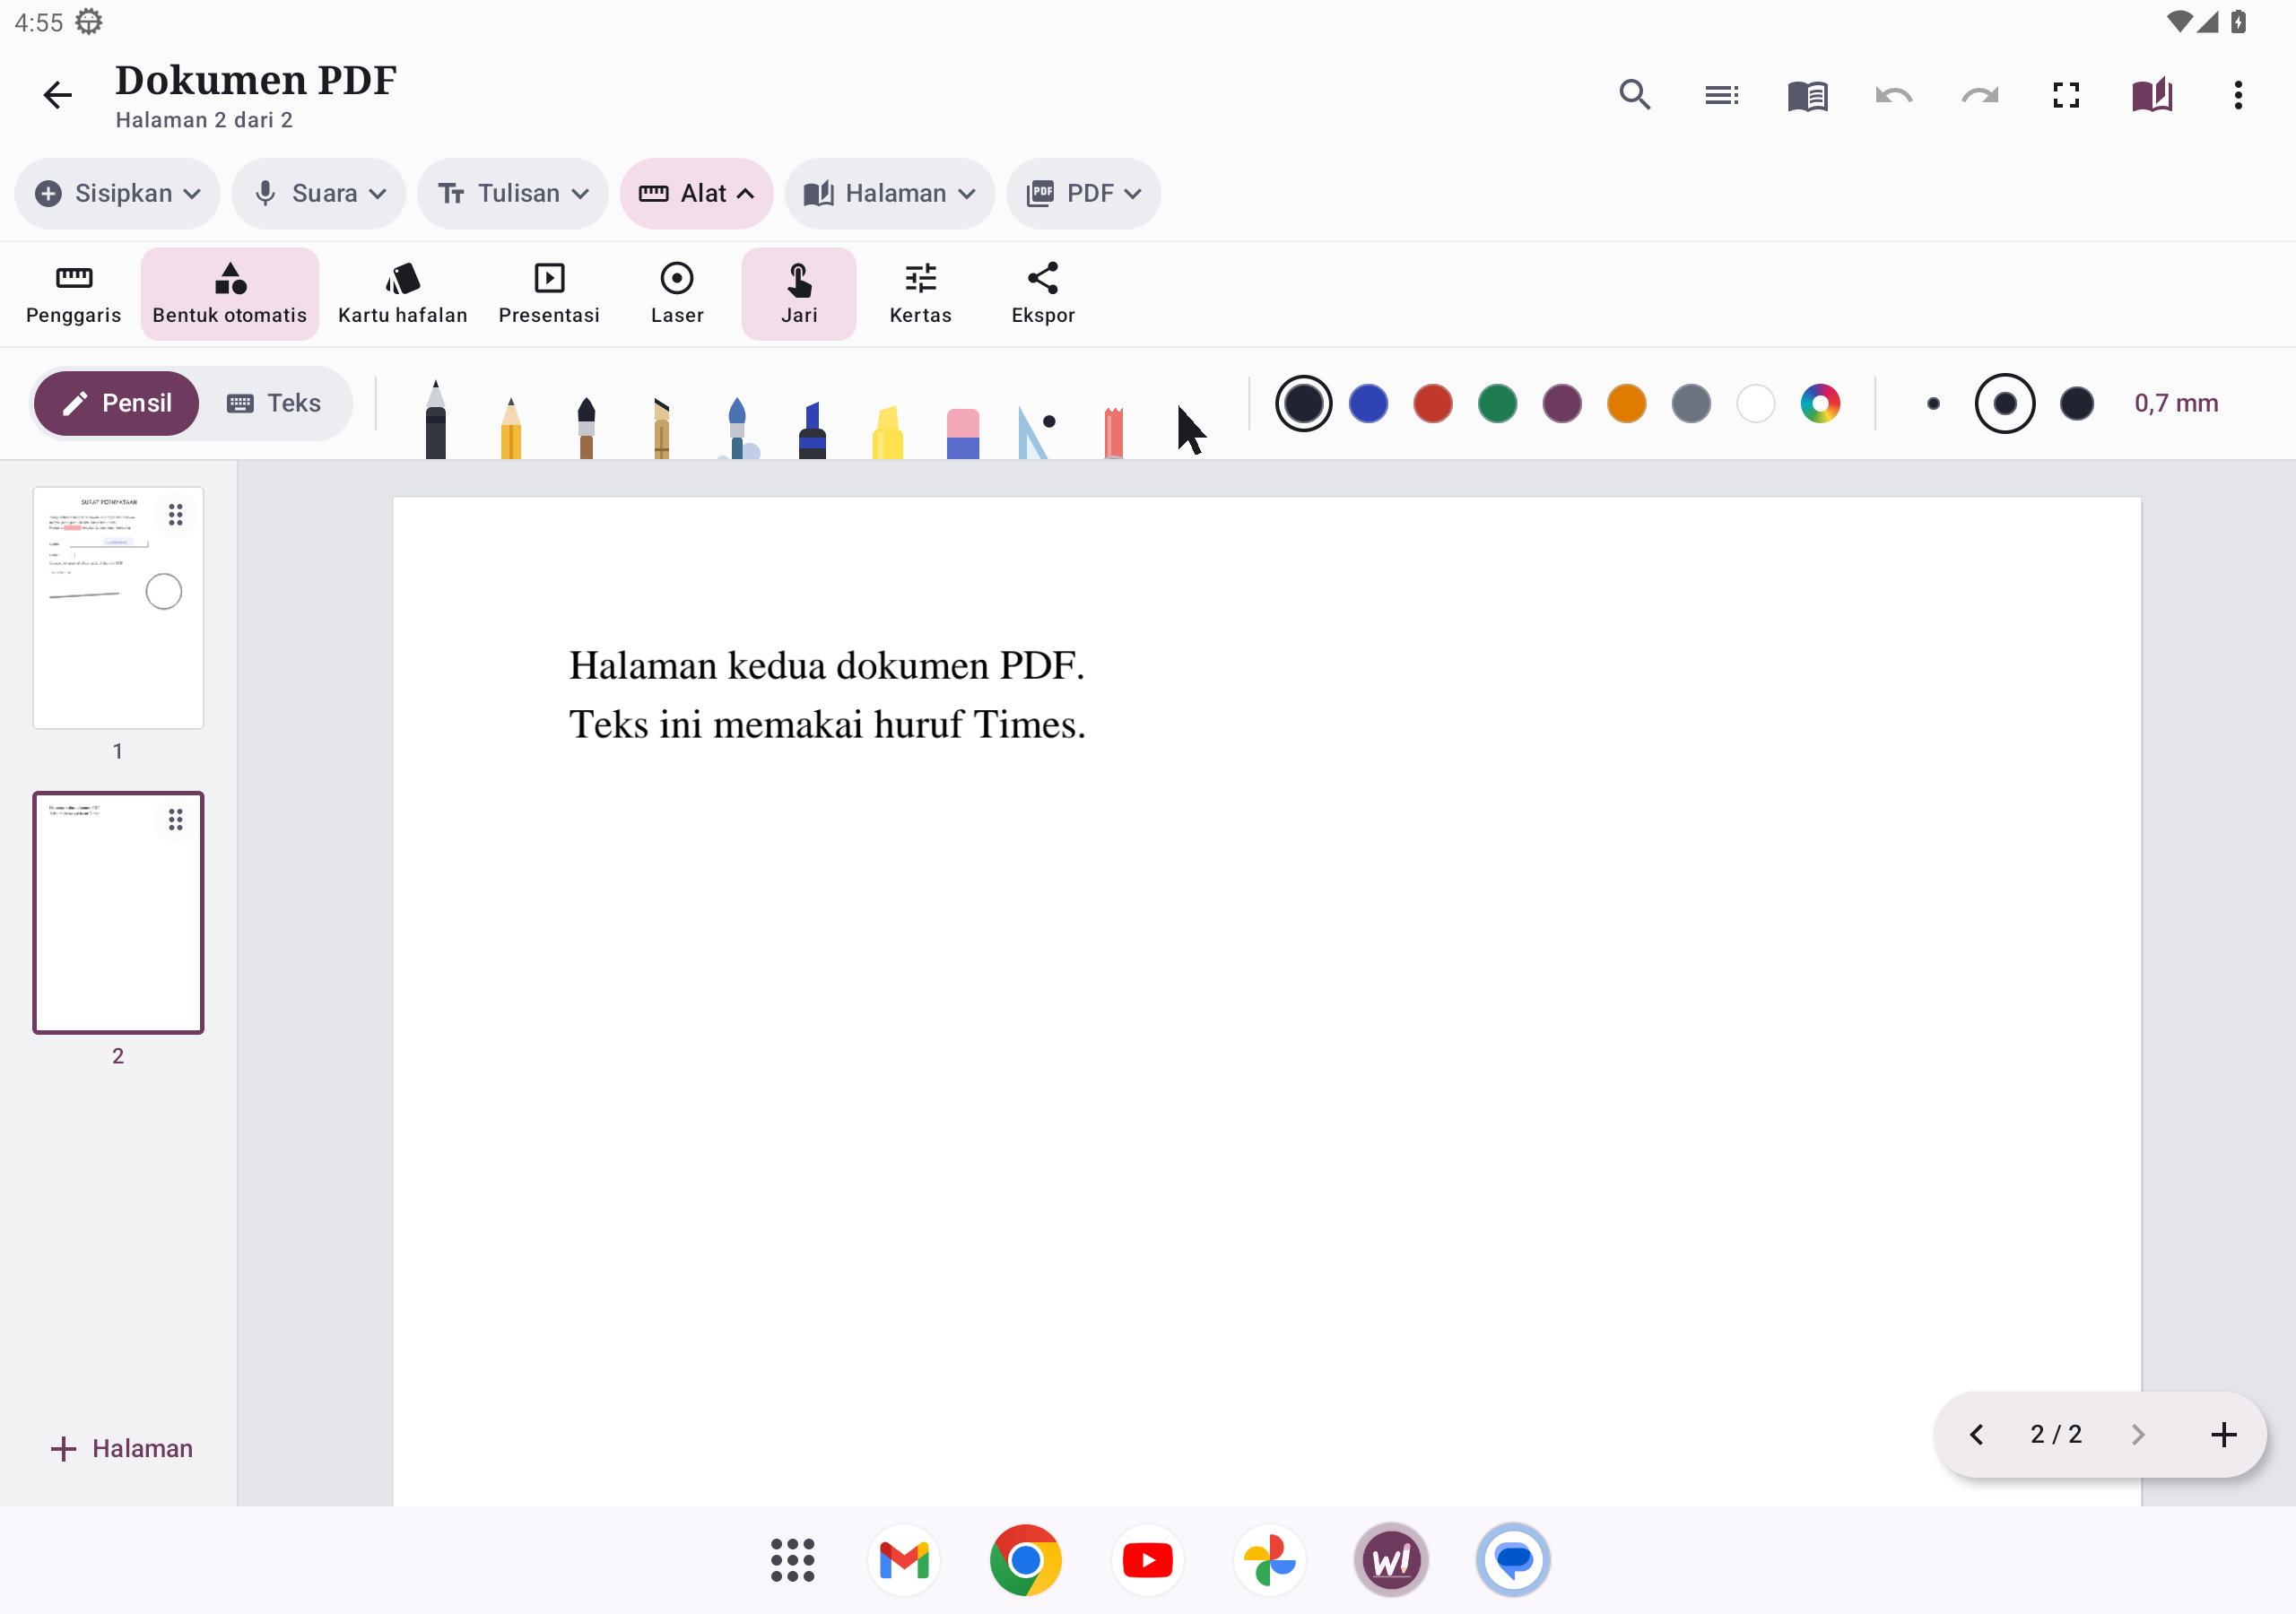 4:55
Dokumen PDF
Halaman 2 dari 2
Sisipkan
Suara
Tulisan
Alat
Halaman
PDF
Penggaris
Bentuk otomatis
Kartu hafalan
Presentasi
Laser
Jari
Kertas
Ekspor
Pensil
Teks
0,7 mm
SURAT PERNYATAAN
1
2
Halaman
Halaman kedua dokumen PDF.
Teks ini memakai huruf Times.
2 / 2